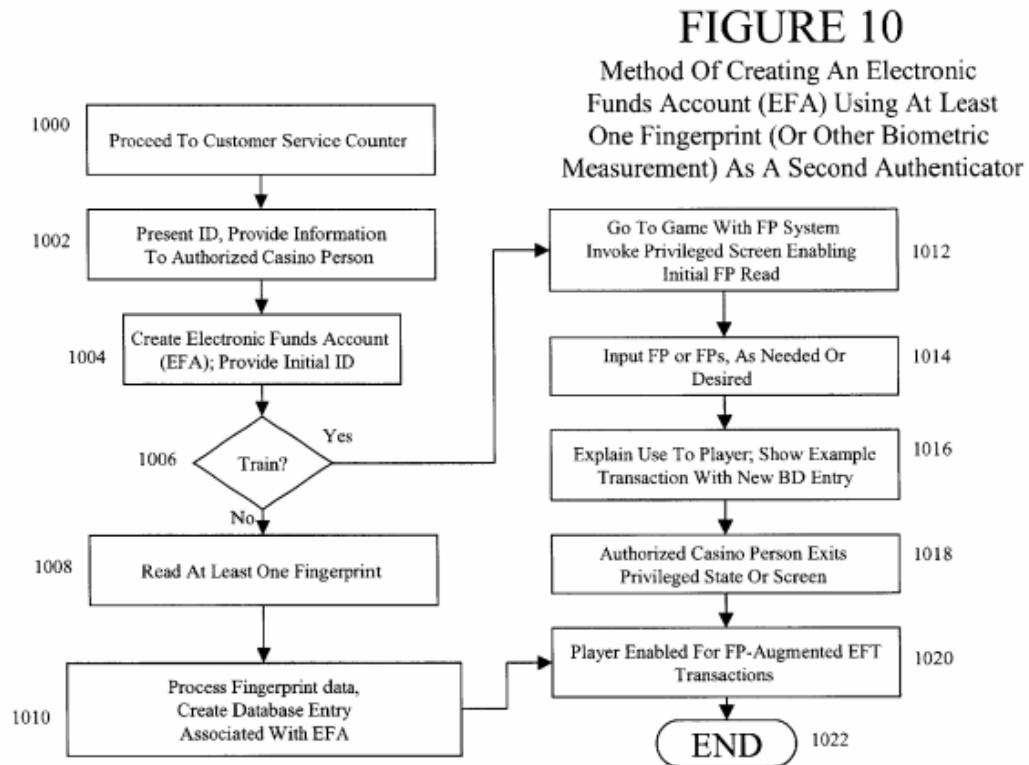 FIGURE 10
Method Of Creating An Electronic
Funds Account (EFA) Using At Least
One Fingerprint (Or Other Biometric
Measurement) As A Second Authenticator
1000
Proceed To Customer Service Counter
1002
Present ID, Provide Information
To Authorized Casino Person
1004
Create Electronic Funds Account
(EFA); Provide Initial ID
1006
Train?
Yes
No
1008
Read At Least One Fingerprint
1010
Process Fingerprint data,
Create Database Entry
Associated With EFA
Go To Game With FP System
Invoke Privileged Screen Enabling
Initial FP Read
1012
Input FP or FPs, As Needed Or
Desired
1014
Explain Use To Player; Show Example
Transaction With New BD Entry
1016
Authorized Casino Person Exits
Privileged State Or Screen
1018
Player Enabled For FP-Augmented EFT
Transactions
1020
END
1022